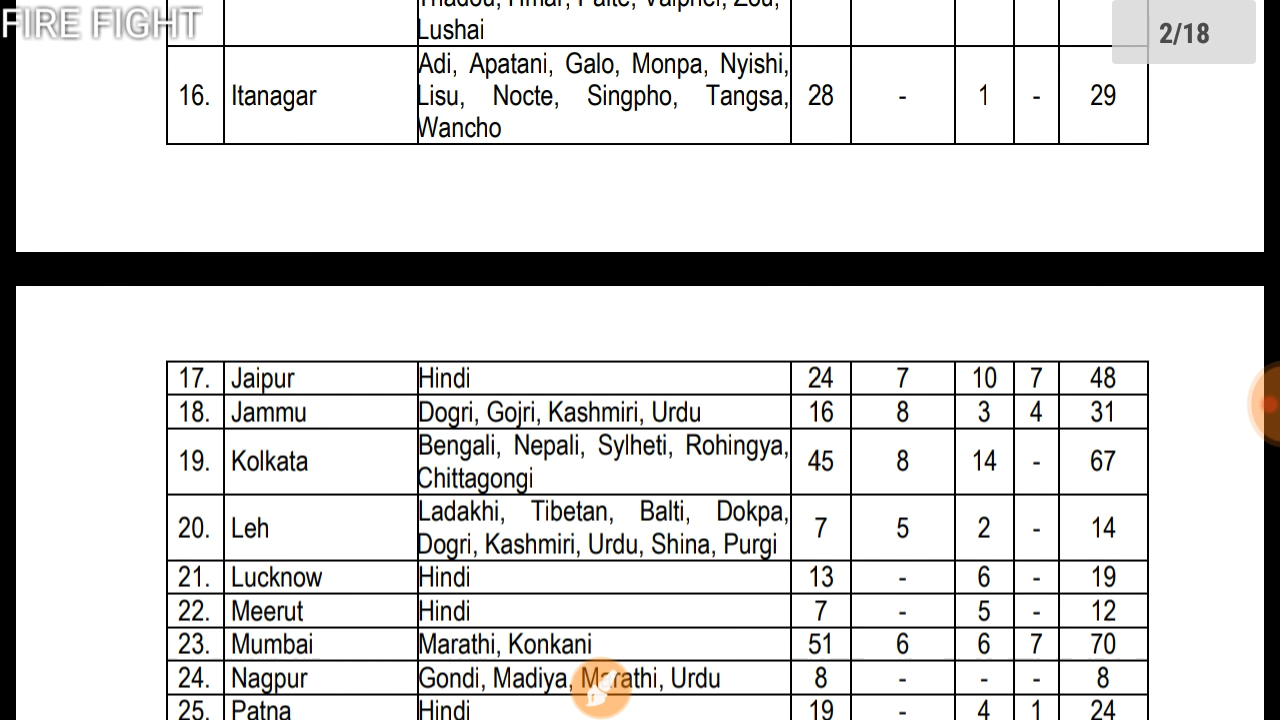 FIRE FIGHT
2/18
Thadou, Hmar, Paite, Vaiphei, Zou,
Lushai
16. Itanagar Adi, Apatani, Galo, Monpa, Nyishi, Lisu, Nocte, Singpho, Tangsa, Wancho 28 - 1 - 29
17. Jaipur Hindi 24 7 10 7 48
18. Jammu Dogri, Gojri, Kashmiri, Urdu 16 8 3 4 31
19. Kolkata Bengali, Nepali, Sylheti, Rohingya, Chittagongi 45 8 14 - 67
20. Leh Ladakhi, Tibetan, Balti, Dokpa, Dogri, Kashmiri, Urdu, Shina, Purgi 7 5 2 - 14
21. Lucknow Hindi 13 - 6 - 19
22. Meerut Hindi 7 - 5 - 12
23. Mumbai Marathi, Konkani 51 6 6 7 70
24. Nagpur Gondi, Madiya, Marathi, Urdu 8 - - - 8
25. Patna Hindi 19 - 4 1 24